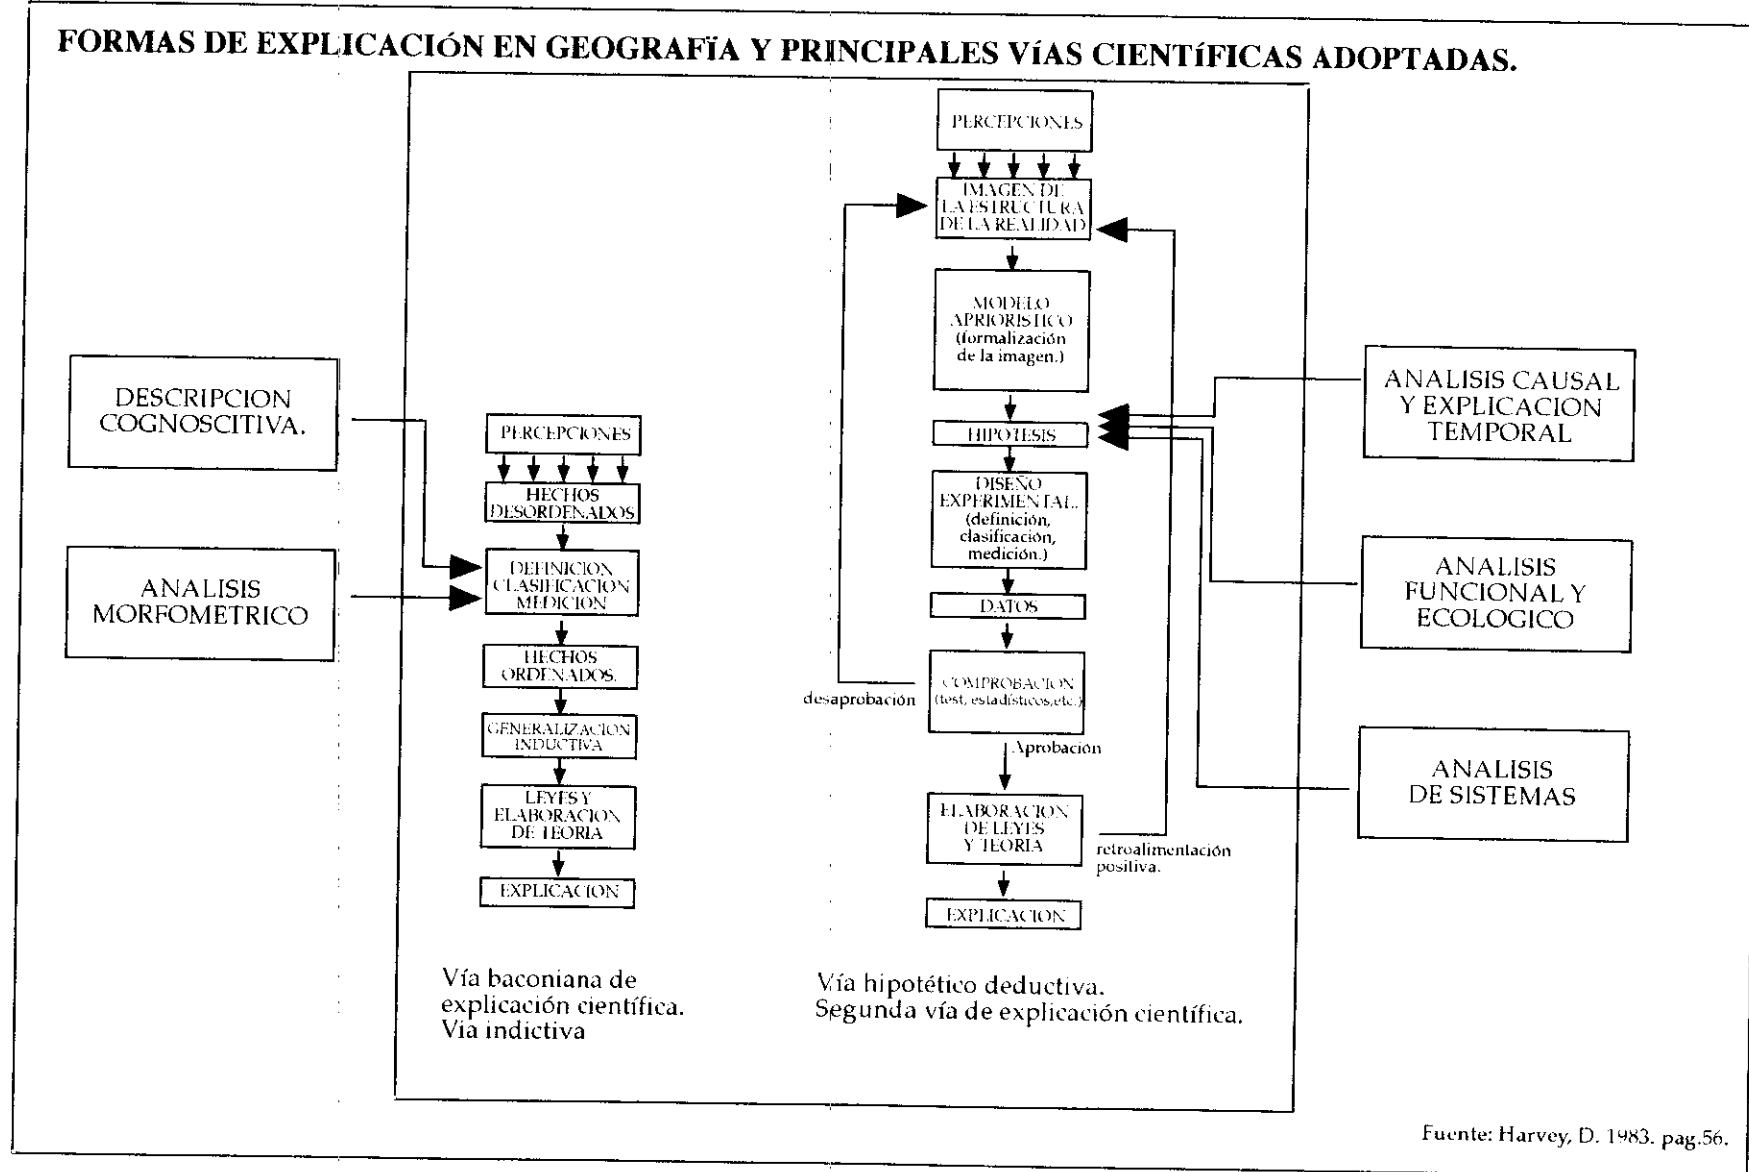 FORMAS DE EXPLICACIÓN EN GEOGRAFÏA Y PRINCIPALES VÍAS CIENTÍFICAS ADOPTADAS.
DESCRIPCION
COGNOSCITIVA.
ANALISIS
MORFOMETRICO
PERCEPCIONES
HECHOS
DESORDENADOS
DEFINICION
CLASIFICACION
MEDICION
HECHOS
ORDENADOS.
GENERALIZACION
INDUCTIVA
LEYES Y
ELABORACION
DE TEORIA
EXPLICACION
Vía baconiana de
explicación científica.
Via indictiva
PERCEPCIONES
IMAGEN DE
LA ESTRUCTURA
DE LA REALIDAD
MODELO
APRIORISTICO
(formalización
de la imagen.)
HIPOTESIS
DISEÑO
EXPERIMENTAL.
(definición,
clasificación,
medición.)
DATOS
COMPROBACION
(test, estadísticos,etc.)
desaprobación
Aprobación
ELABORACION
DE LEYES
Y TEORIA
retroalimentación
positiva.
EXPLICACION
Vía hipotético deductiva.
Segunda vía de explicación científica.
ANALISIS CAUSAL
Y EXPLICACION
TEMPORAL
ANALISIS
FUNCIONAL Y
ECOLOGICO
ANALISIS
DE SISTEMAS
Fuente: Harvey, D. 1983. pag.56.